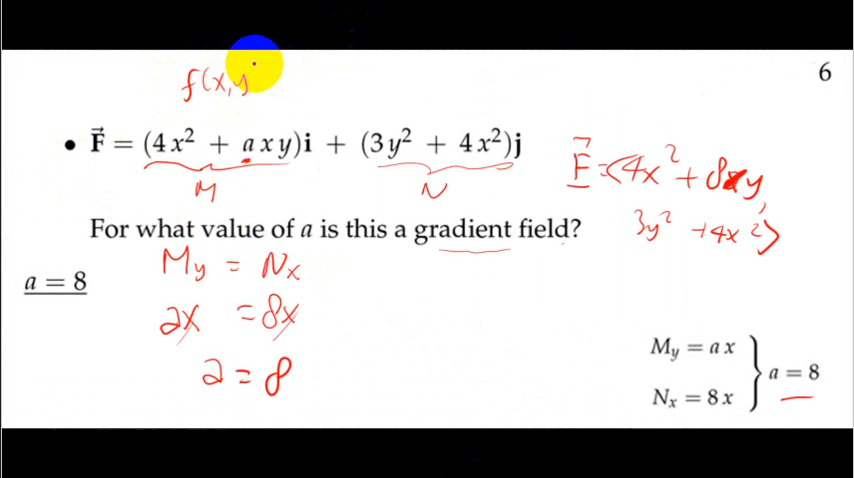 6
f(x,y
• F⃗ = (4x² + axy)i + (3y² + 4x²)j
M N
F⃗ = <4x² + 8xy,
3y² + 4x²>
For what value of a is this a gradient field?
a = 8
My = Nx
ax = 8x
a = 8
My = ax
Nx = 8x
} a = 8